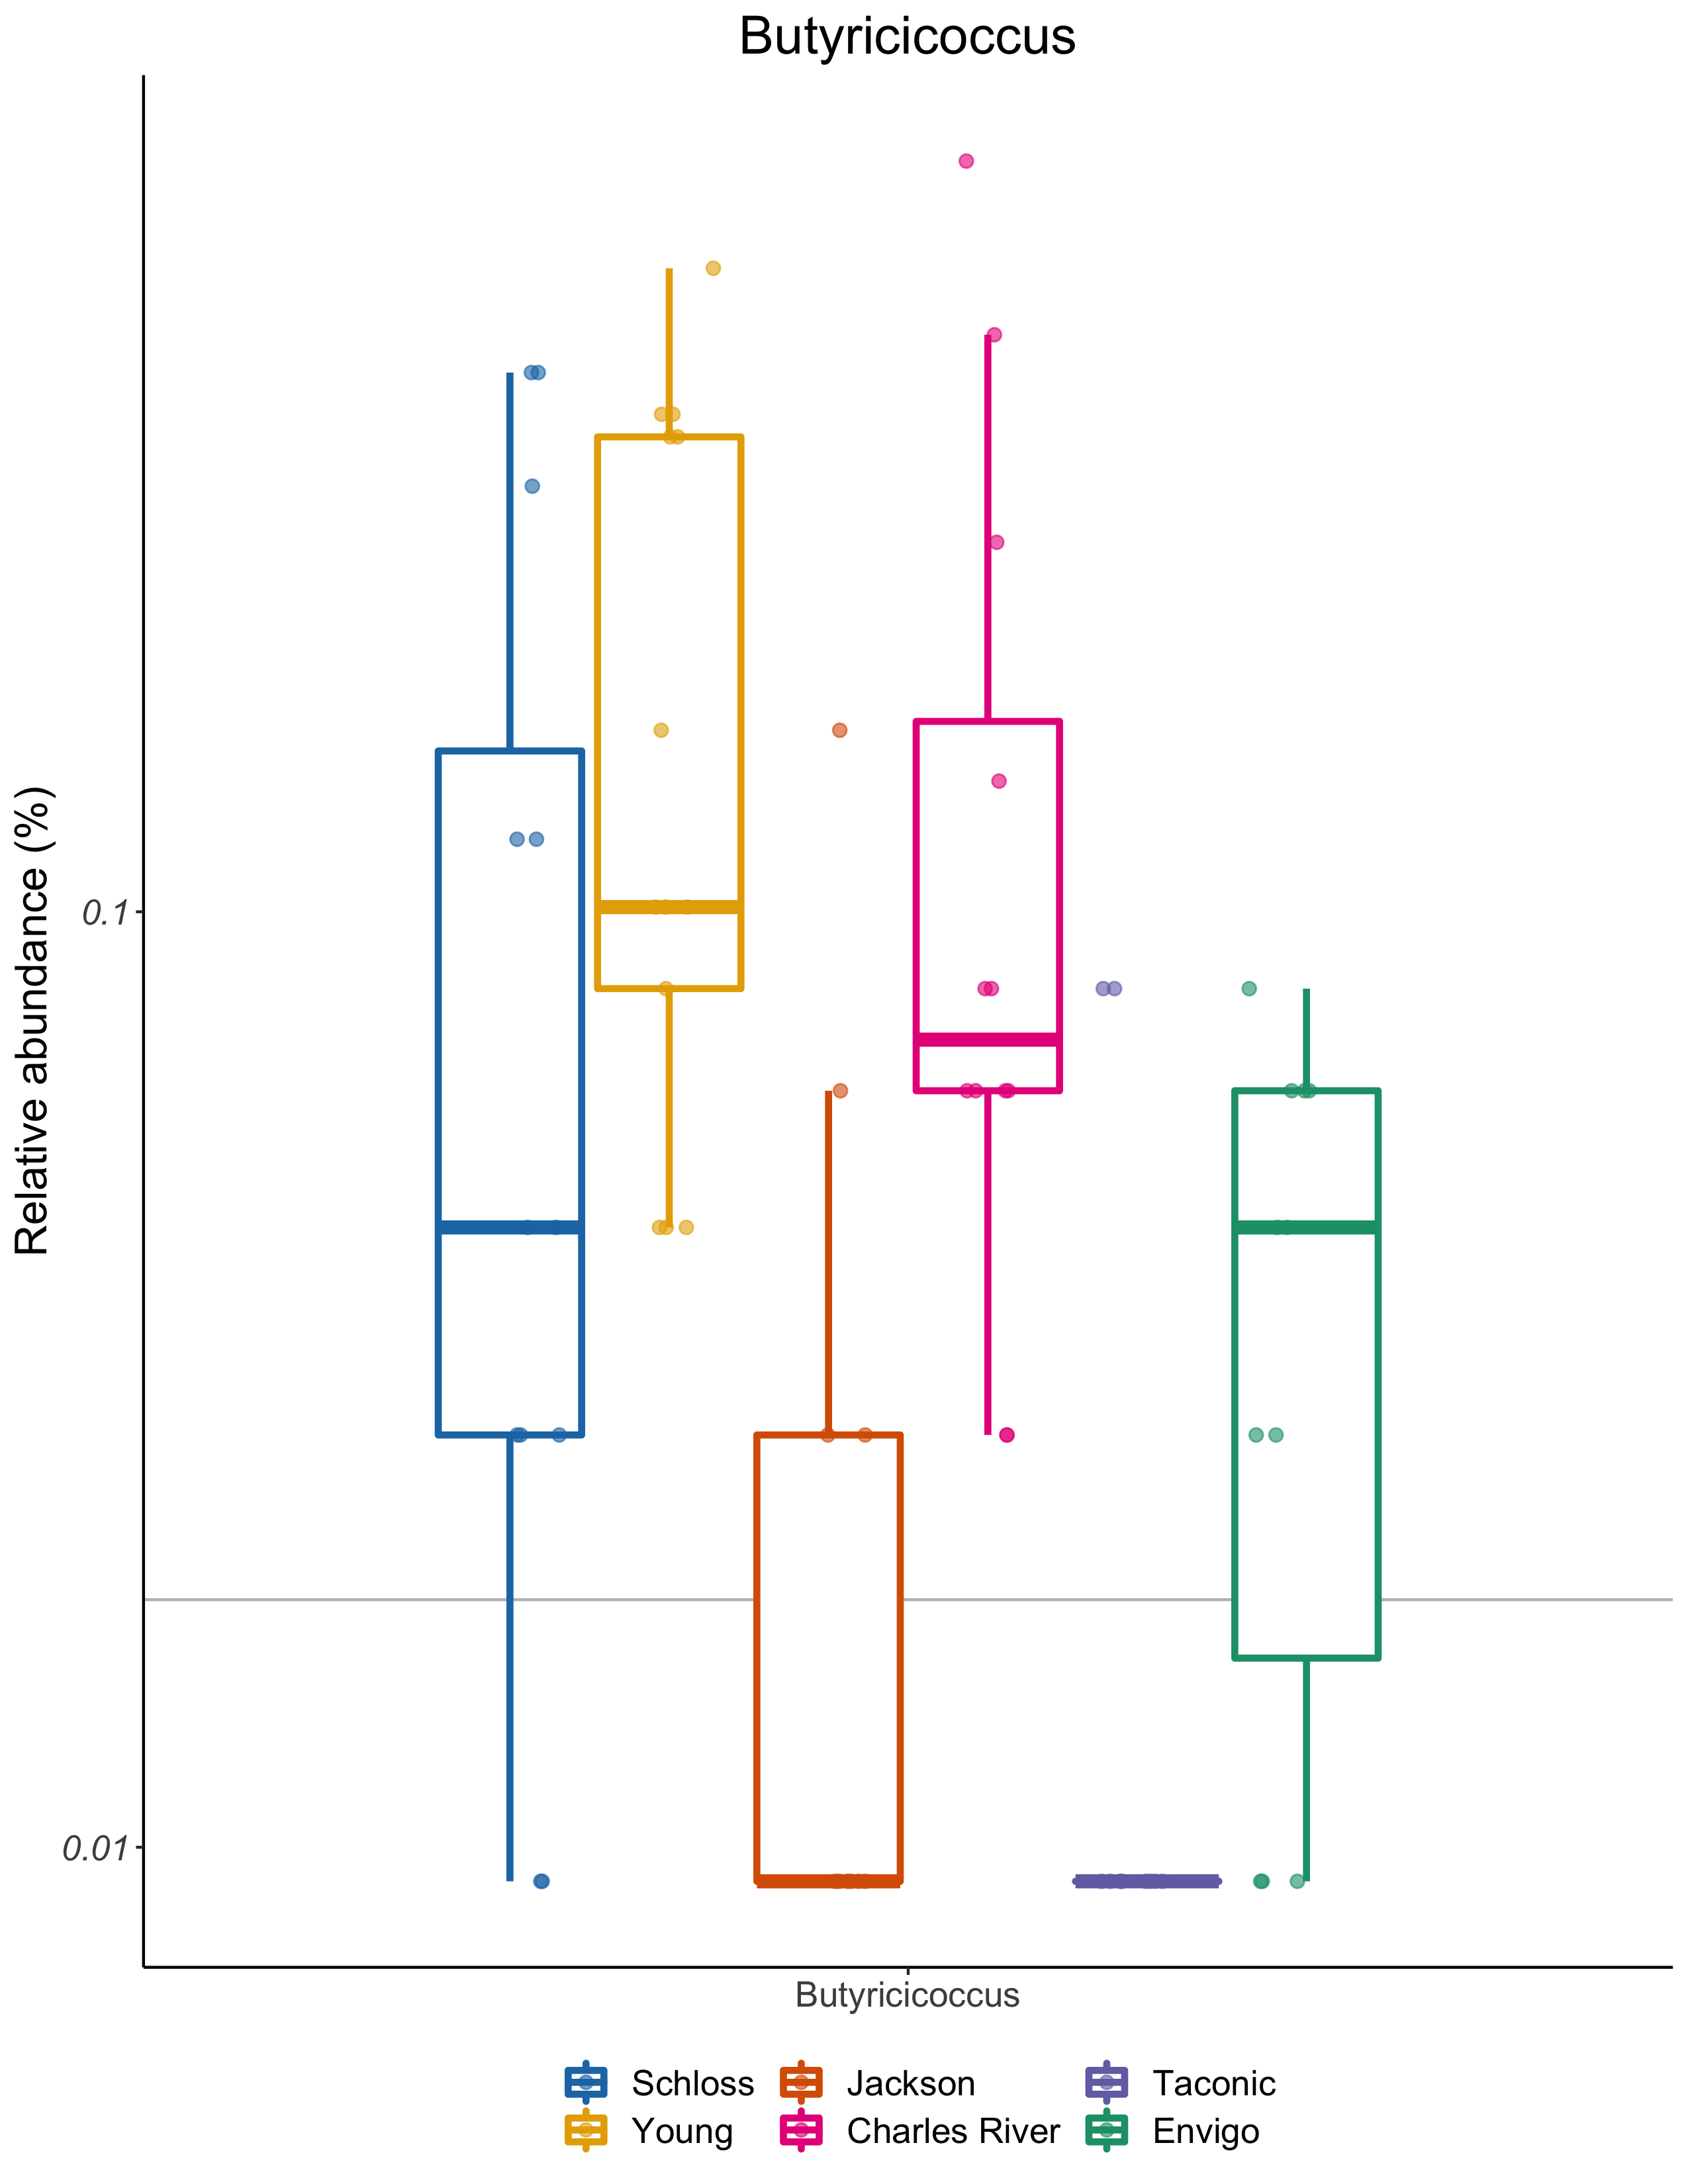 Butyricicoccus
Relative abundance (%)
0.1
0.01
Butyricicoccus
Schloss Jackson Taconic
Young Charles River Envigo